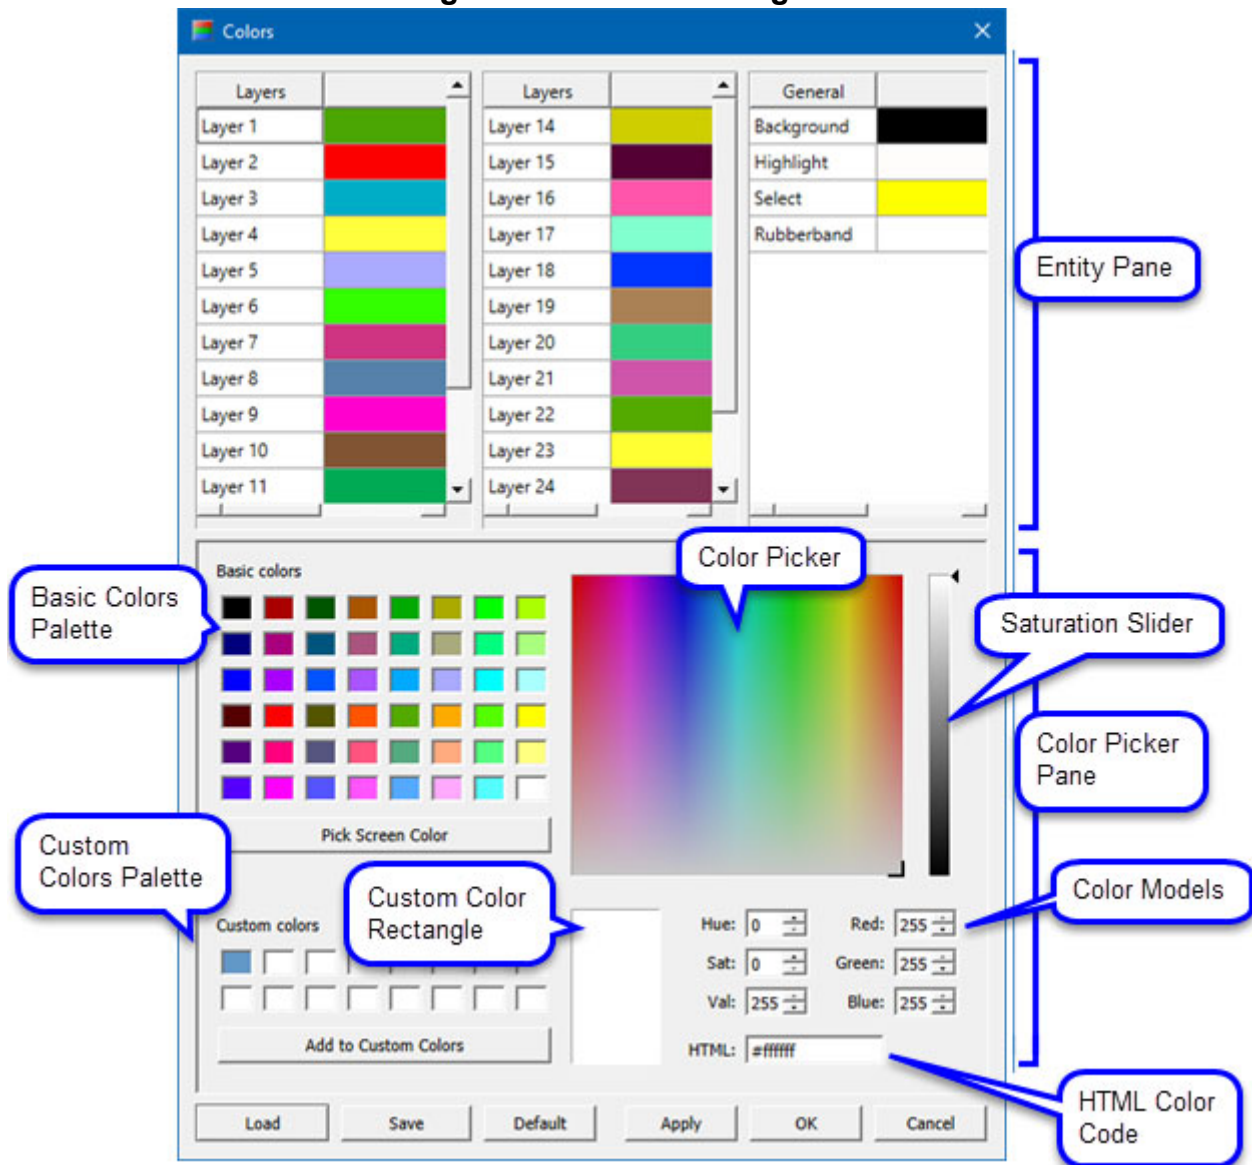 Colors
Layers
Layer 1
Layer 2
Layer 3
Layer 4
Layer 5
Layer 6
Layer 7
Layer 8
Layer 9
Layer 10
Layer 11
Layers
Layer 14
Layer 15
Layer 16
Layer 17
Layer 18
Layer 19
Layer 20
Layer 21
Layer 22
Layer 23
Layer 24
General
Background
Highlight
Select
Rubberband
Entity Pane
Basic colors
Basic Colors
Palette
Color Picker
Saturation Slider
Color Picker
Pane
Pick Screen Color
Custom
Colors Palette
Custom colors
Custom Color
Rectangle
Color Models
Hue: 0 Red: 255
Sat: 0 Green: 255
Val: 255 Blue: 255
Add to Custom Colors
HTML: #ffffff
HTML Color
Code
Load Save Default Apply OK Cancel